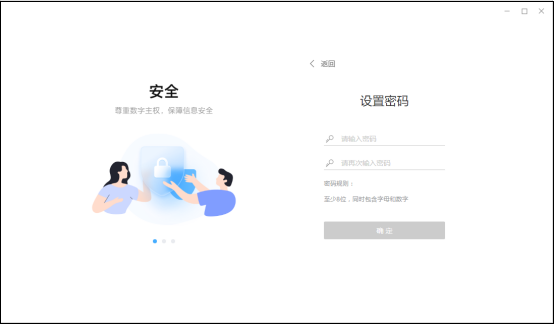 返回
安全
设置密码
尊重数字主权，保障信息安全
请输入密码
请再次输入密码
密码规则：
至少8位，同时包含字母和数字
确 定